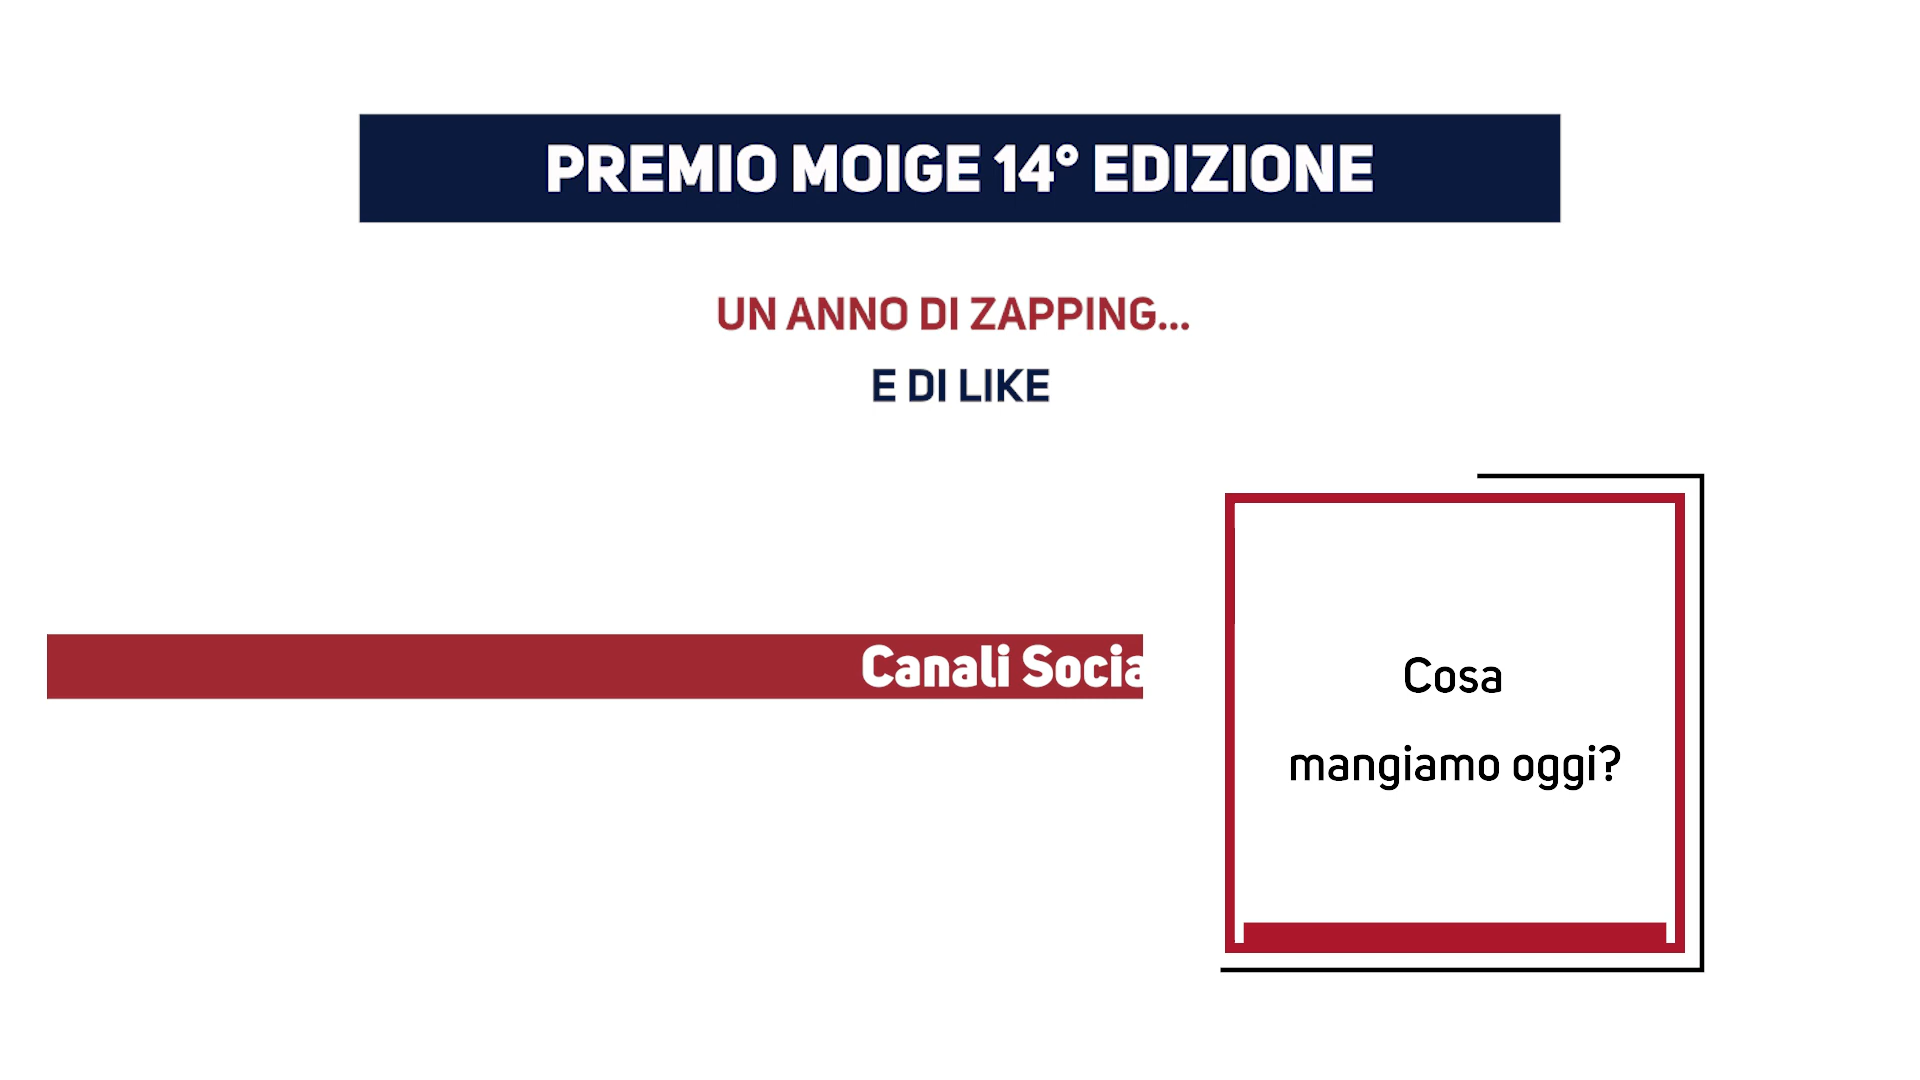 PREMIO MOIGE 14° EDIZIONE
UN ANNO DI ZAPPING...
E DI LIKE
Canali Socia
Cosa
mangiamo oggi?